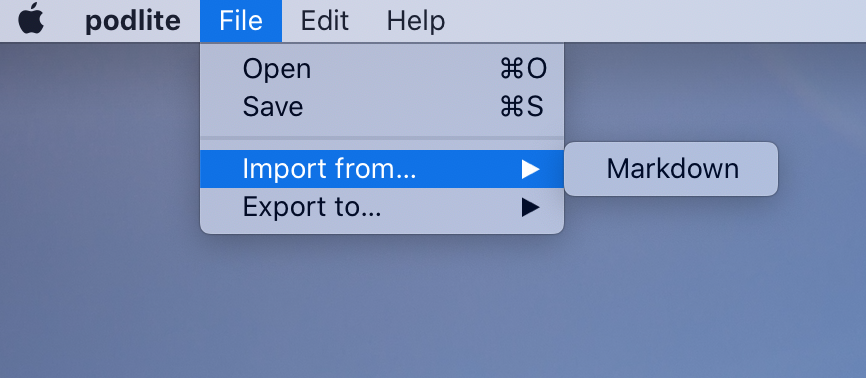 podlite File Edit Help
Open ⌘O
Save ⌘S
Import from... ▶ Markdown
Export to... ▶